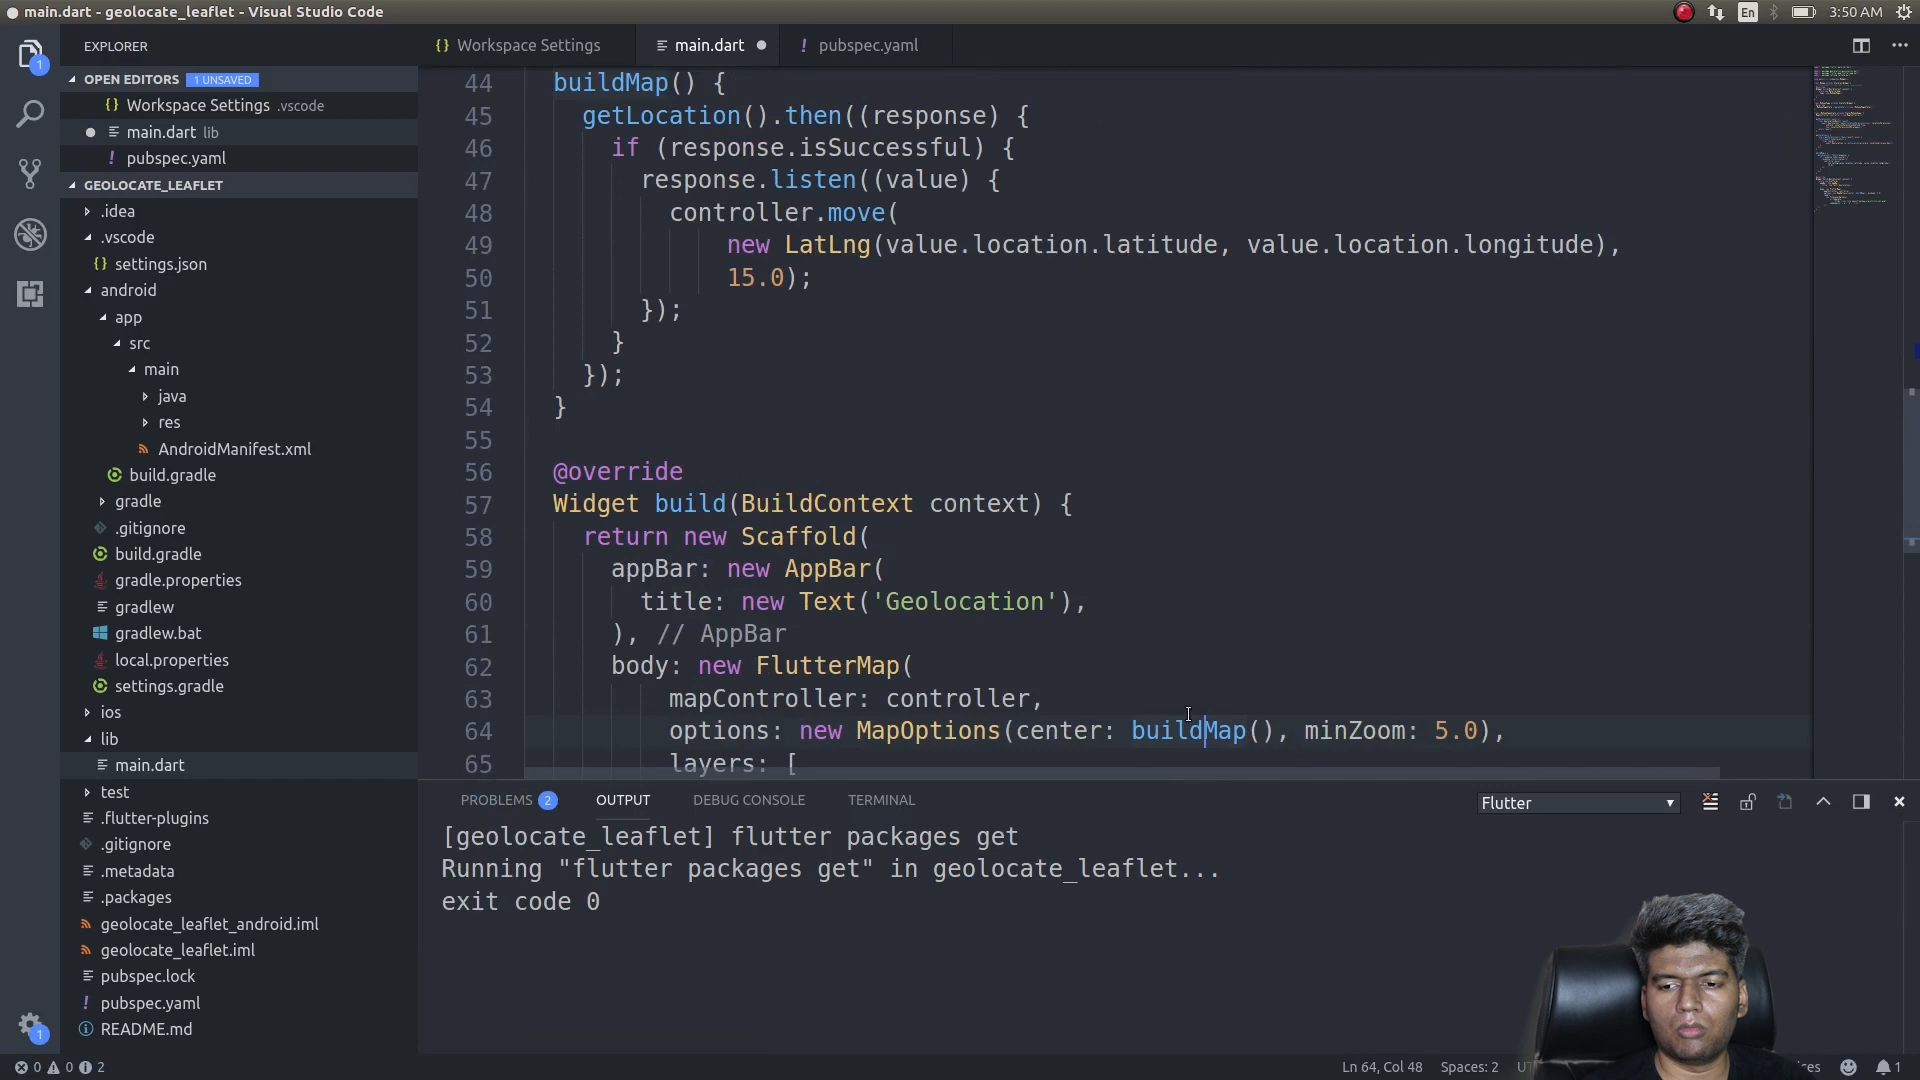 main.dart - geolocate_leaflet - Visual Studio Code
En
3:50 AM
EXPLORER
OPEN EDITORS 1 UNSAVED
{} Workspace Settings .vscode
main.dart lib
! pubspec.yaml
GEOLOCATE_LEAFLET
.idea
.vscode
{} settings.json
android
app
src
main
java
res
AndroidManifest.xml
build.gradle
gradle
.gitignore
build.gradle
gradle.properties
gradlew
gradlew.bat
local.properties
settings.gradle
ios
lib
main.dart
test
.flutter-plugins
.gitignore
.metadata
.packages
geolocate_leaflet_android.iml
geolocate_leaflet.iml
pubspec.lock
! pubspec.yaml
README.md
1
1
{} Workspace Settings
main.dart
! pubspec.yaml
44 buildMap() {
45 getLocation().then((response) {
46 if (response.isSuccessful) {
47 response.listen((value) {
48 controller.move(
49 new LatLng(value.location.latitude, value.location.longitude),
50 15.0);
51 });
52 }
53 });
54 }
55
56 @override
57 Widget build(BuildContext context) {
58 return new Scaffold(
59 appBar: new AppBar(
60 title: new Text('Geolocation'),
61 ), // AppBar
62 body: new FlutterMap(
63 mapController: controller,
64 options: new MapOptions(center: buildMap(), minZoom: 5.0),
65 layers: [
PROBLEMS 2 OUTPUT DEBUG CONSOLE TERMINAL
Flutter
[geolocate_leaflet] flutter packages get
Running "flutter packages get" in geolocate_leaflet...
exit code 0
0 0 2
Ln 64, Col 48 Spaces: 2
1